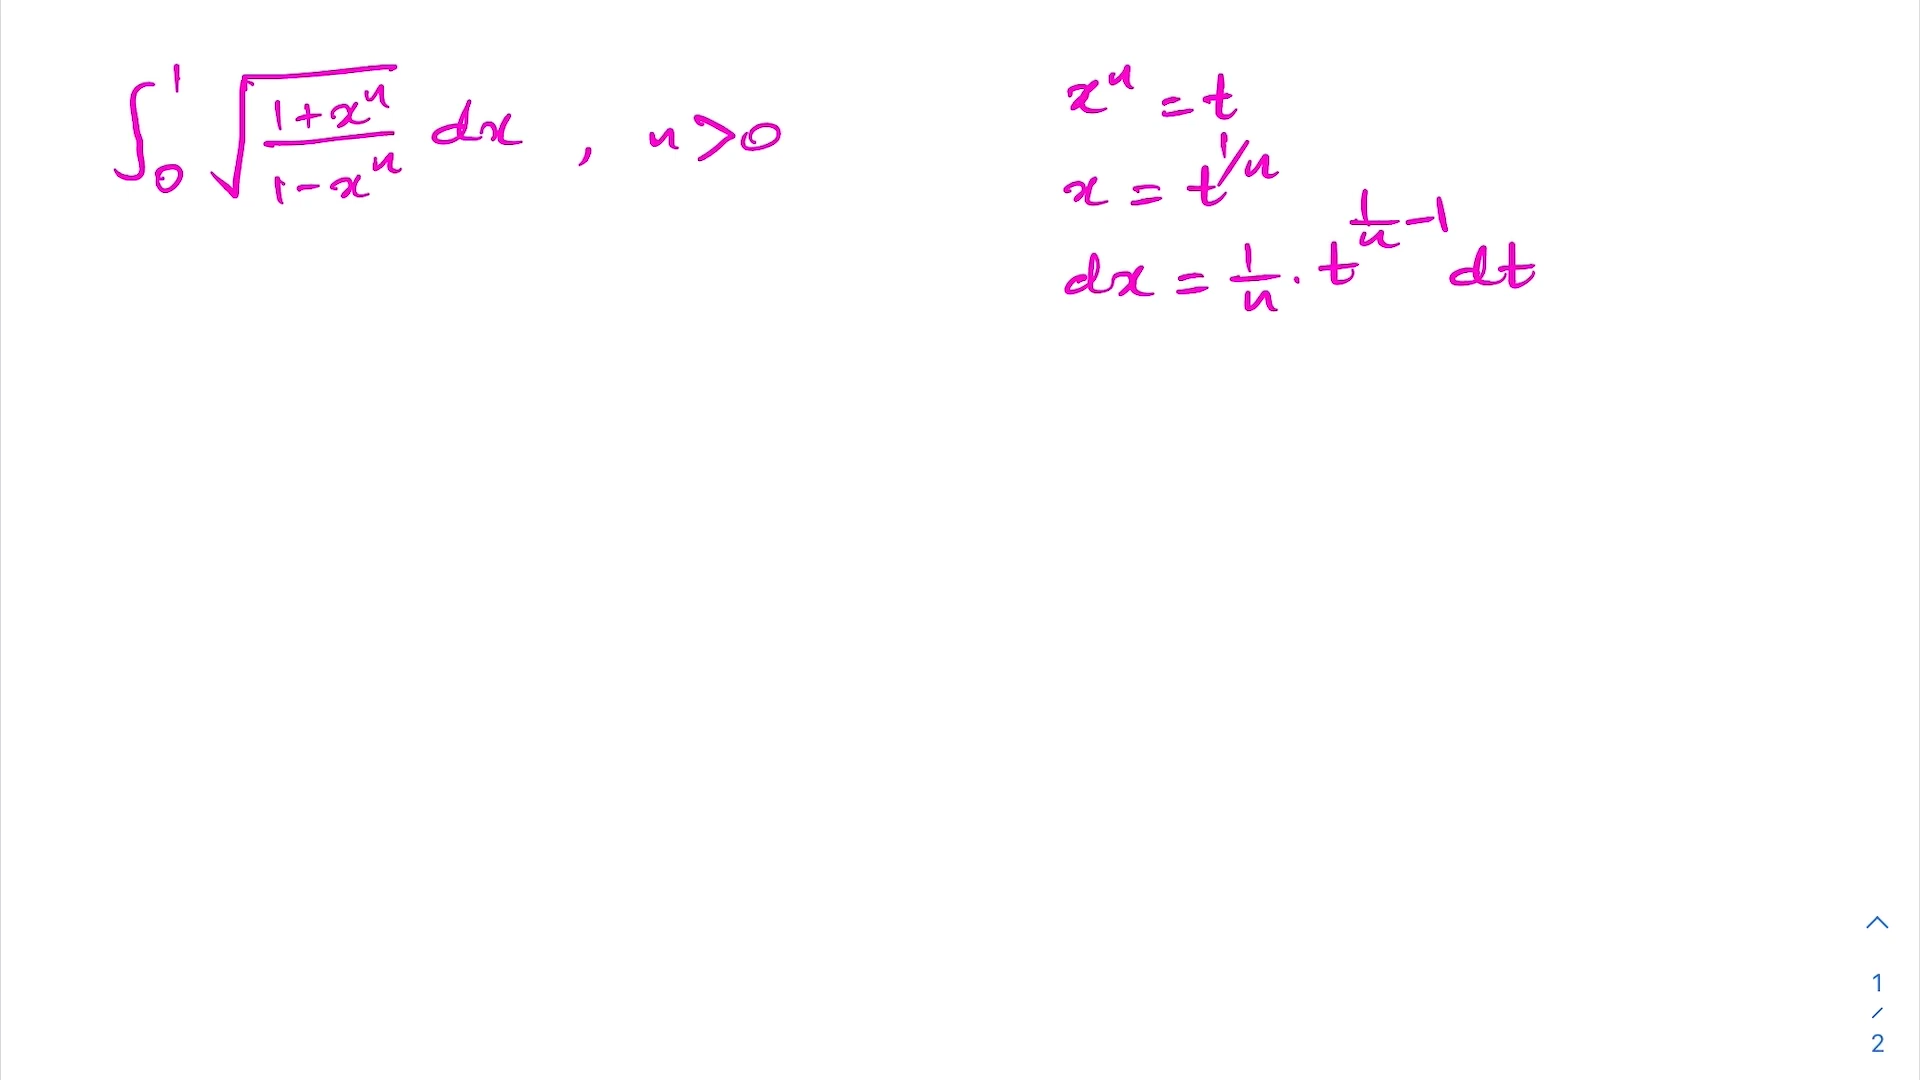 ∫₀¹ √((1+xⁿ)/(1−xⁿ)) dx , n>0
xⁿ = t
x = t^(1/n)
dx = 1/n · t^(1/n − 1) dt
1
/
2